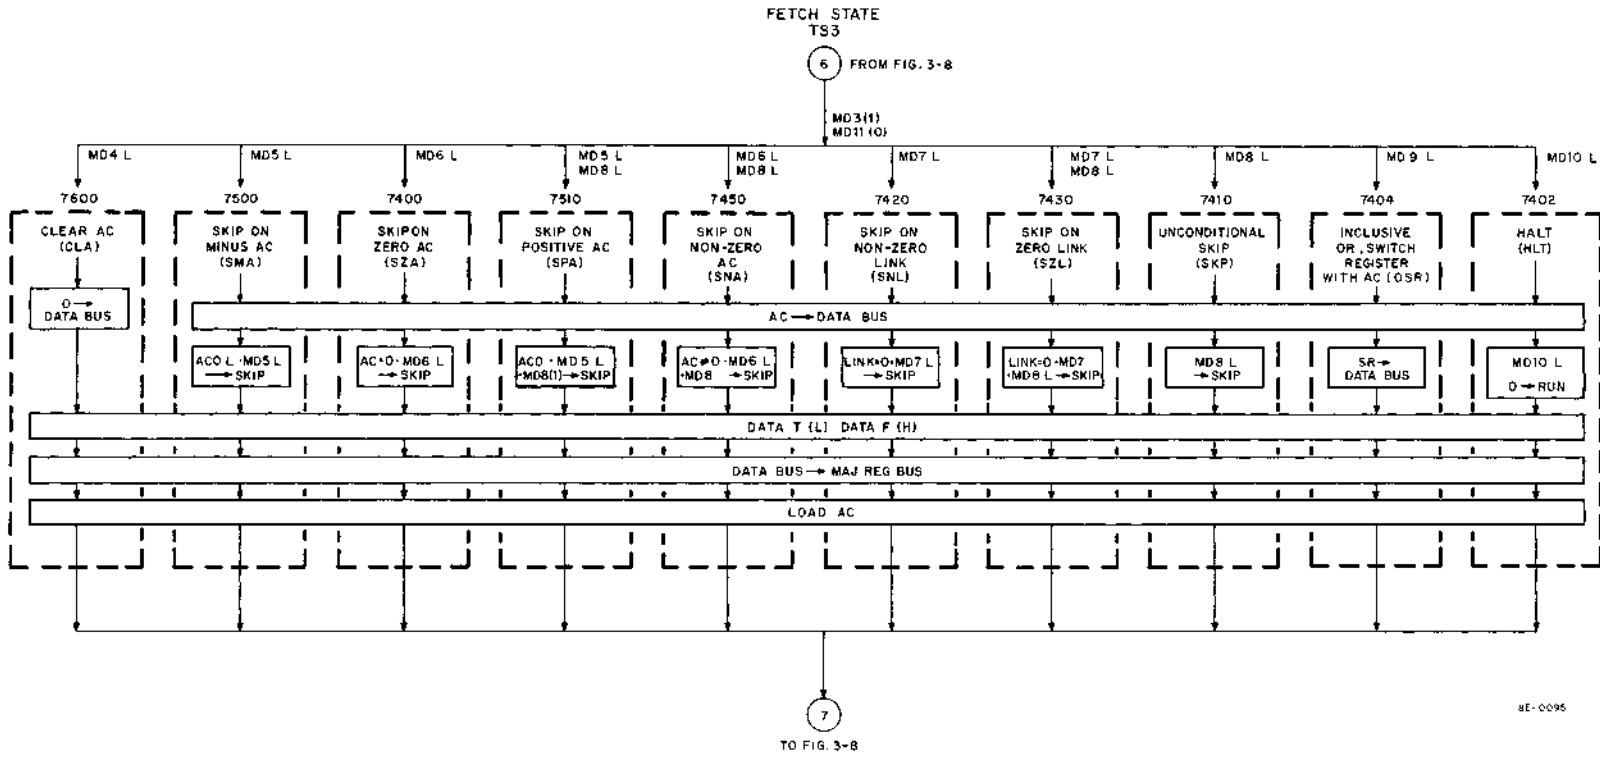 FETCH STATE
TS3
6 FROM FIG. 3-8
MD3(1)
MD11(0)
MD4 L
MD5 L
MD6 L
MD5 L
MD8 L
MD6 L
MD8 L
MD7 L
MD7 L
MD8 L
MD8 L
MD9 L
MD10 L
7600
7500
7400
7510
7450
7420
7430
7410
7404
7402
CLEAR AC
(CLA)
SKIP ON
MINUS AC
(SMA)
SKIP ON
ZERO AC
(SZA)
SKIP ON
POSITIVE AC
(SPA)
SKIP ON
NON-ZERO
AC
(SNA)
SKIP ON
NON-ZERO
LINK
(SNL)
SKIP ON
ZERO LINK
(SZL)
UNCONDITIONAL
SKIP
(SKP)
INCLUSIVE
OR, SWITCH
REGISTER
WITH AC (OSR)
HALT
(HLT)
0 →
DATA BUS
AC → DATA BUS
AC0 L · MD5 L
→ SKIP
AC=0 · MD6 L
→ SKIP
AC0 · MD5 L
·MD8(1) → SKIP
AC≠0 · MD6 L
·MD8 → SKIP
LINK≠0·MD7 L
→ SKIP
LINK=0·MD7
·MD8 L → SKIP
MD8 L
→ SKIP
SR →
DATA BUS
MD10 L
0 → RUN
DATA T (L) DATA F (H)
DATA BUS → MAJ REG BUS
LOAD AC
7
TO FIG. 3-8
8E-0095